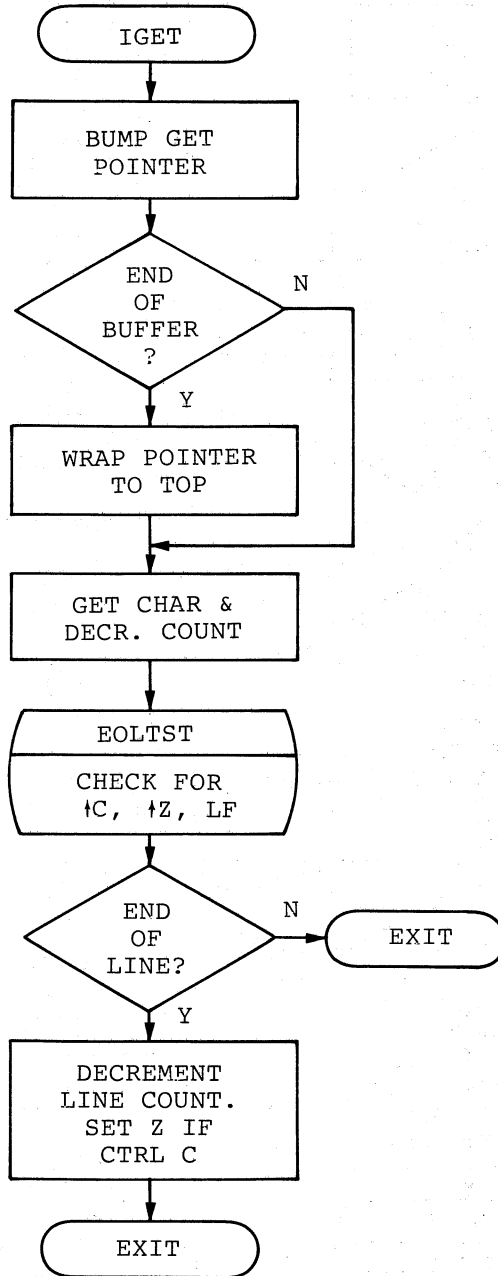 IGET
BUMP GET
POINTER
END
OF
BUFFER
?
N
Y
WRAP POINTER
TO TOP
GET CHAR &
DECR. COUNT
EOLTST
CHECK FOR
↑C, ↑Z, LF
END
OF
LINE?
N
EXIT
Y
DECREMENT
LINE COUNT.
SET Z IF
CTRL C
EXIT